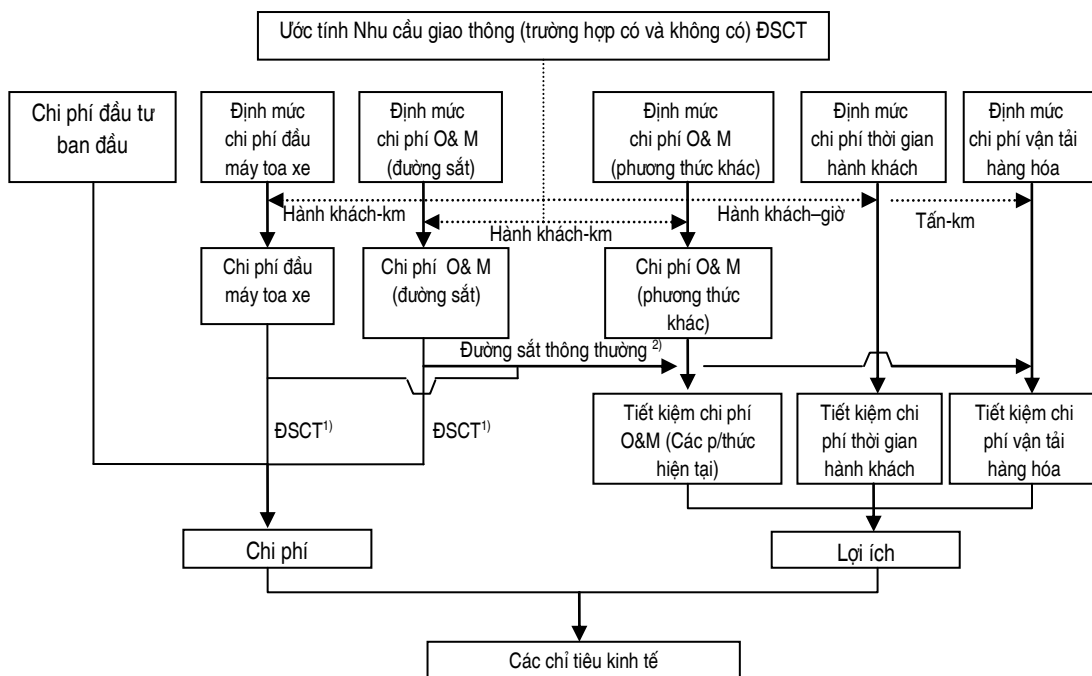 Ước tính Nhu cầu giao thông (trường hợp có và không có) ĐSCT
Chi phí đầu tư
ban đầu
Định mức
chi phí đầu
máy toa xe
Định mức
chi phí O& M
(đường sắt)
Định mức
chi phí O& M
(phương thức khác)
Định mức
chi phí thời gian
hành khách
Định mức
chi phí vận tải
hàng hóa
Hành khách-km
Hành khách-km
Hành khách–giờ
Tấn-km
Chi phí đầu
máy toa xe
Chi phí O& M
(đường sắt)
Chi phí O& M
(phương thức
khác)
Đường sắt thông thường 2)
ĐSCT1)
ĐSCT1)
Tiết kiệm chi phí
O&M (Các p/thức
hiện tại)
Tiết kiệm chi
phí thời gian
hành khách
Tiết kiệm chi
phí vận tải
hàng hóa
Chi phí
Lợi ích
Các chỉ tiêu kinh tế